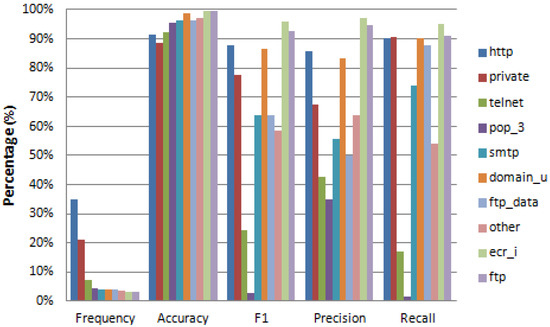 100%
90%
80%
70%
60%
50%
40%
30%
20%
10%
0%
Percentage (%)
Frequency Accuracy F1 Precision Recall
http
private
telnet
pop_3
smtp
domain_u
ftp_data
other
ecr_i
ftp